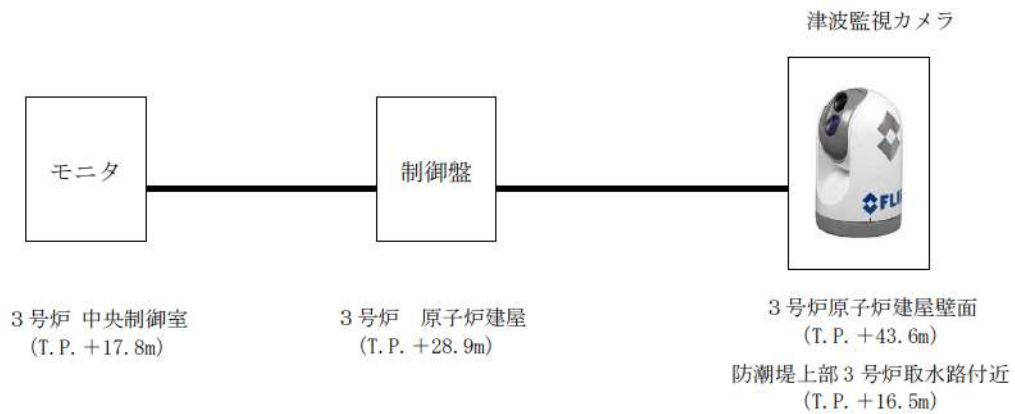 津波監視カメラ
モニタ
制御盤
FLI
3号炉 中央制御室
(T.P.+17.8m)
3号炉 原子炉建屋
(T.P.+28.9m)
3号炉原子炉建屋壁面
(T.P.+43.6m)
防潮堤上部3号炉取水路付近
(T.P.+16.5m)